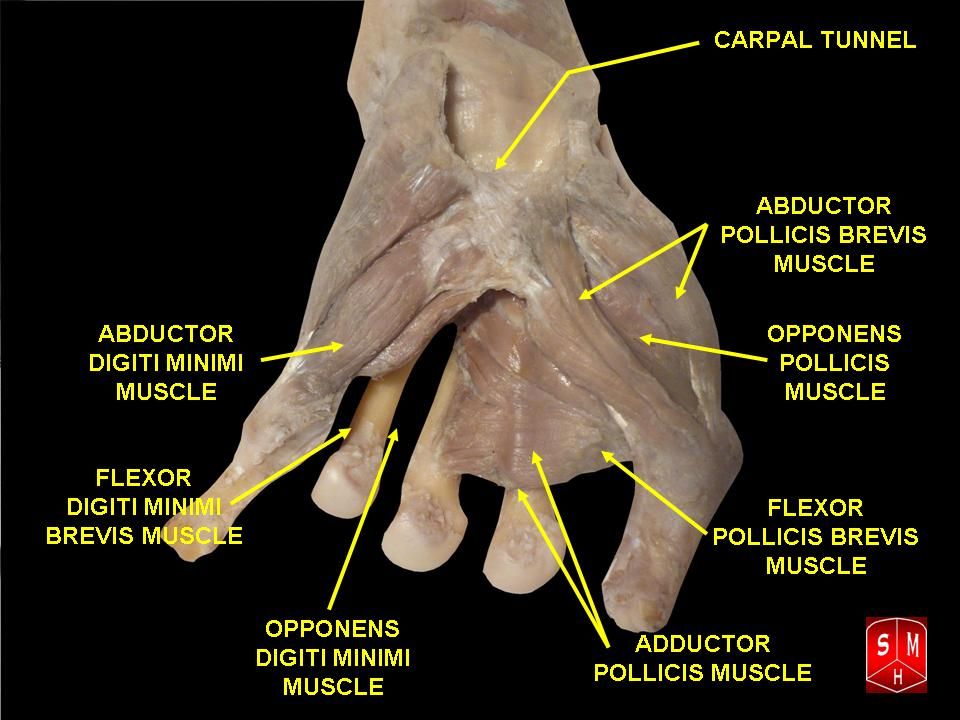 CARPAL TUNNEL
ABDUCTOR
POLLICIS BREVIS
MUSCLE
ABDUCTOR
DIGITI MINIMI
MUSCLE
OPPONENS
POLLICIS
MUSCLE
FLEXOR
DIGITI MINIMI
BREVIS MUSCLE
FLEXOR
POLLICIS BREVIS
MUSCLE
OPPONENS
DIGITI MINIMI
MUSCLE
ADDUCTOR
POLLICIS MUSCLE
S M
H